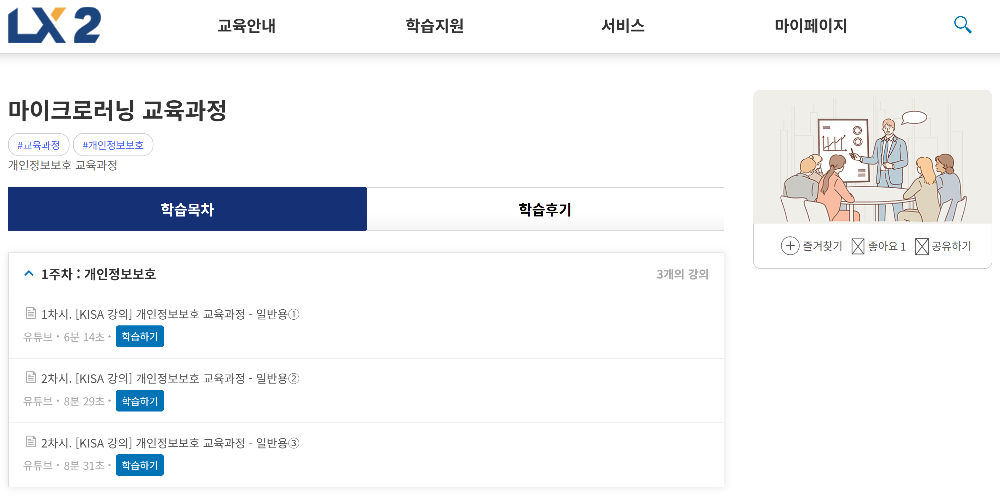 LX 2
교육안내
학습지원
서비스
마이페이지
마이크로러닝 교육과정
#교육과정 #개인정보보호
개인정보보호 교육과정
학습목차 학습후기
즐겨찾기 좋아요 1 공유하기
1주차 : 개인정보보호 3개의 강의
1차시. [KISA 강의] 개인정보보호 교육과정 - 일반용①
유튜브 • 6분 14초 • 학습하기
2차시. [KISA 강의] 개인정보보호 교육과정 - 일반용②
유튜브 • 8분 29초 • 학습하기
2차시. [KISA 강의] 개인정보보호 교육과정 - 일반용③
유튜브 • 8분 31초 • 학습하기